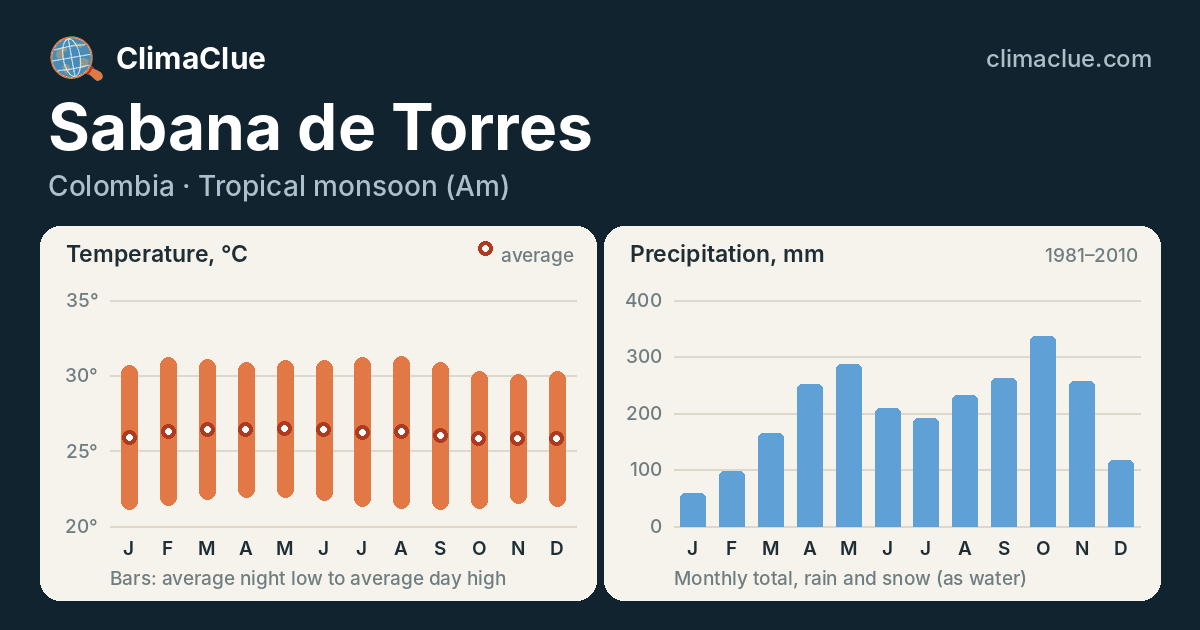 ClimaClue
climaclue.com
Sabana de Torres
Colombia · Tropical monsoon (Am)
Temperature, °C
average
35°
30°
25°
20°
J F M A M J J A S O N D
Bars: average night low to average day high
Precipitation, mm
1981–2010
400
300
200
100
0
J F M A M J J A S O N D
Monthly total, rain and snow (as water)